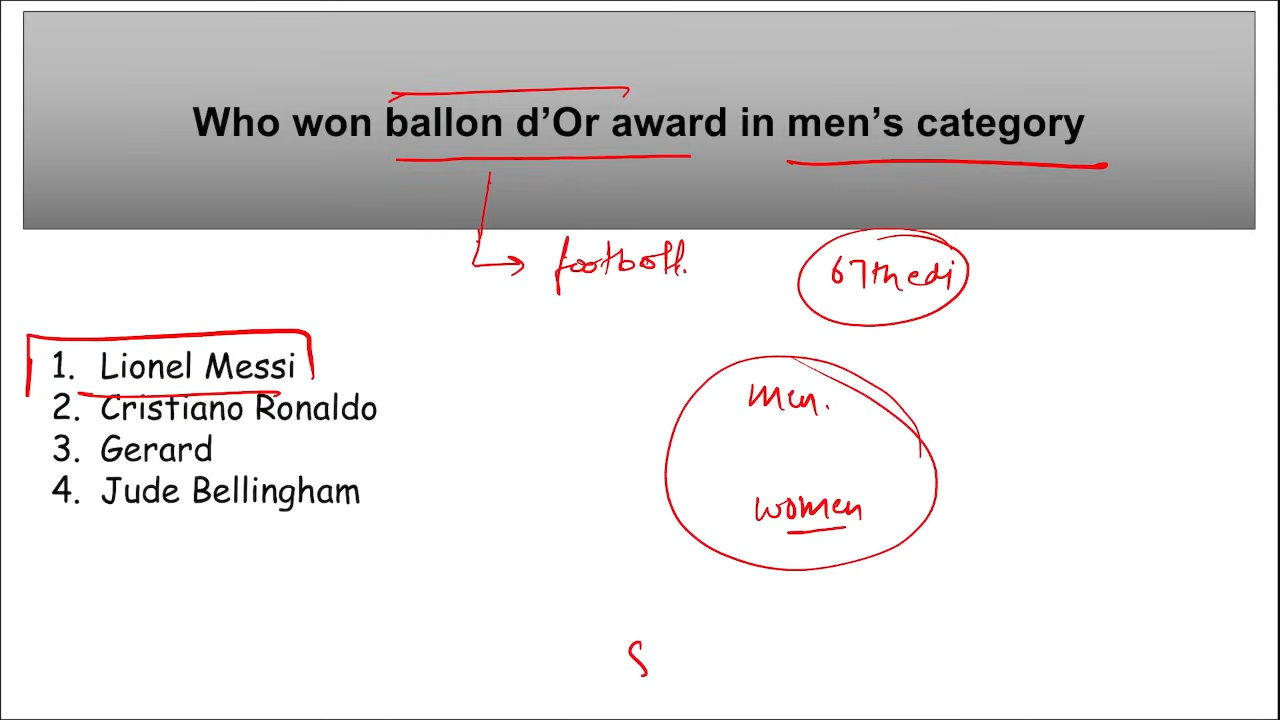 Who won ballon d’Or award in men’s category
football.
67th edi
1. Lionel Messi
2. Cristiano Ronaldo
3. Gerard
4. Jude Bellingham
men.
women
S